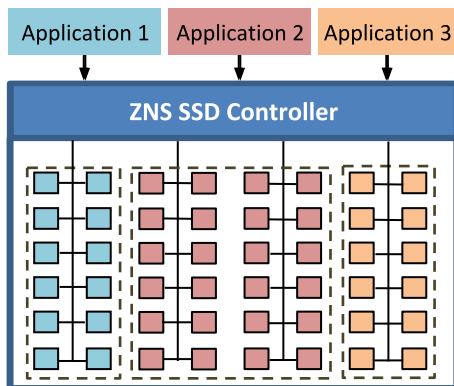 Application 1
Application 2
Application 3
ZNS SSD Controller